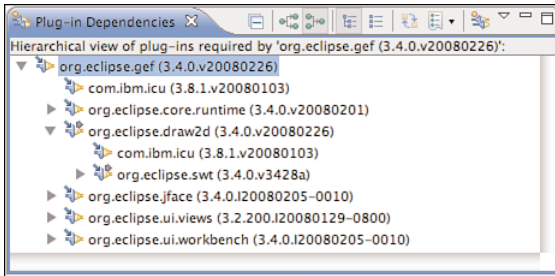 Plug-in Dependencies
Hierarchical view of plug-ins required by 'org.eclipse.gef (3.4.0.v20080226)':
org.eclipse.gef (3.4.0.v20080226)
com.ibm.icu (3.8.1.v20080103)
org.eclipse.core.runtime (3.4.0.v20080201)
org.eclipse.draw2d (3.4.0.v20080226)
com.ibm.icu (3.8.1.v20080103)
org.eclipse.swt (3.4.0.v3428a)
org.eclipse.jface (3.4.0.I20080205-0010)
org.eclipse.ui.views (3.2.200.I20080129-0800)
org.eclipse.ui.workbench (3.4.0.I20080205-0010)